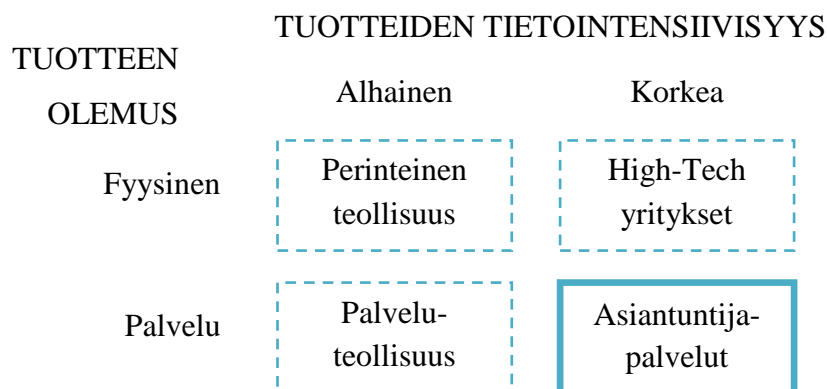 TUOTTEIDEN TIETOINTENSIIVISYYS
TUOTTEEN
OLEMUS
Alhainen
Korkea
Fyysinen
Perinteinen
teollisuus
High-Tech
yritykset
Palvelu
Palvelu-
teollisuus
Asiantuntija-
palvelut